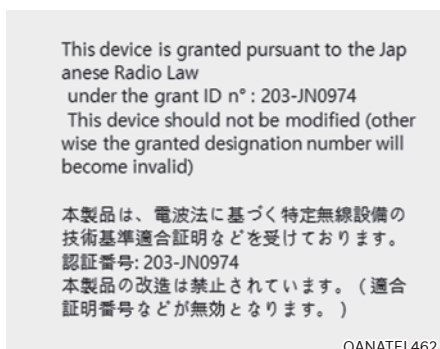 This device is granted pursuant to the Jap
anese Radio Law
under the grant ID n° : 203-JN0974
This device should not be modified (other
wise the granted designation number will
become invalid)
本製品は、電波法に基づく特定無線設備の
技術基準適合証明などを受けております。
認証番号: 203-JN0974
本製品の改造は禁止されています。(適合
証明番号などが無効となります。)
OANATEL462